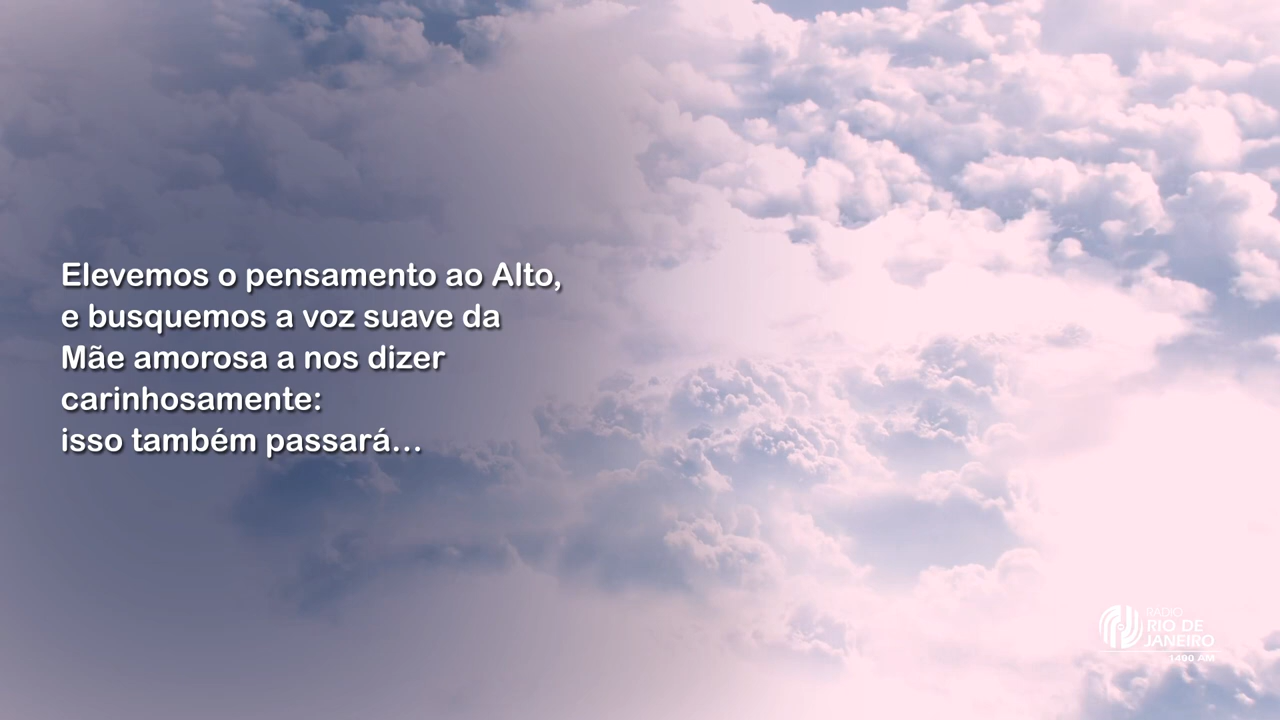 Elevemos o pensamento ao Alto,
e busquemos a voz suave da
Mãe amorosa a nos dizer
carinhosamente:
isso também passará...
RÁDIO
RIO DE
JANEIRO
1400 AM